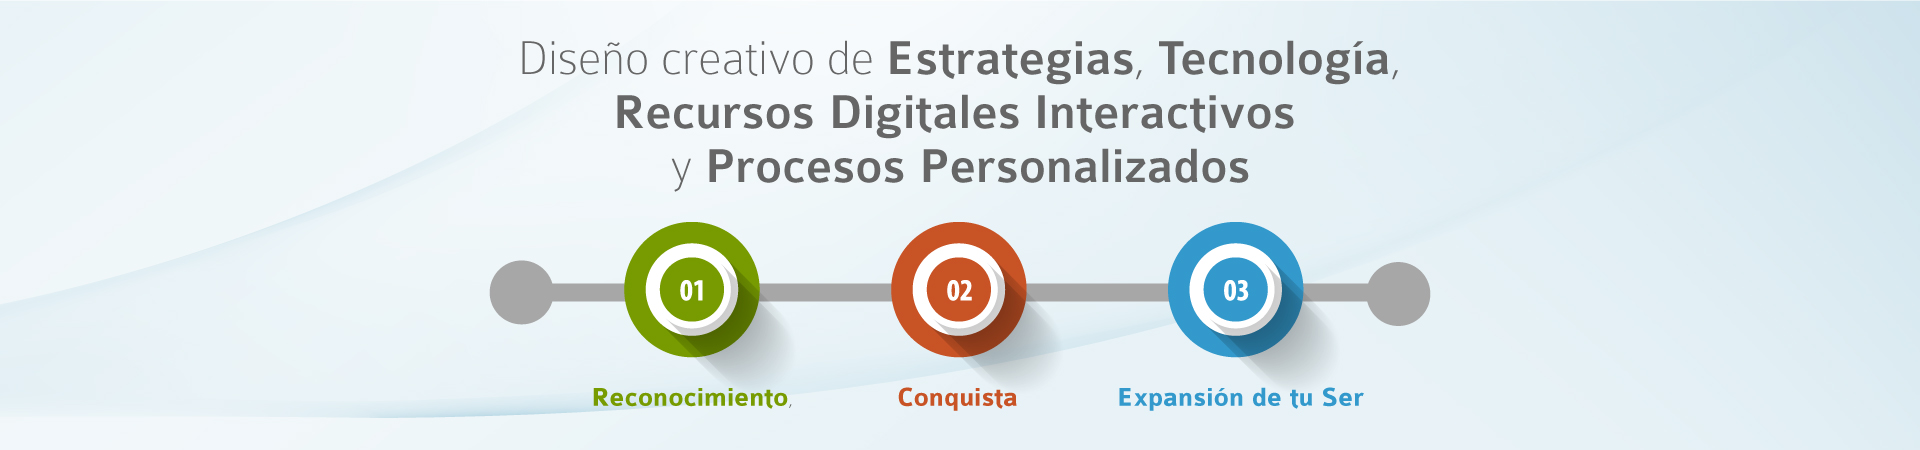 Diseño creativo de Estrategias, Tecnología,
Recursos Digitales Interactivos
y Procesos Personalizados
01
02
03
Reconocimiento,
Conquista
Expansión de tu Ser